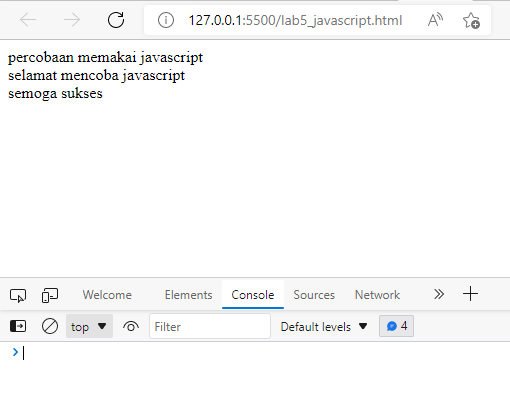 127.0.0.1:5500/lab5_javascript.html
percobaan memakai javascript
selamat mencoba javascript
semoga sukses
Welcome Elements Console Sources Network
top Filter Default levels 4